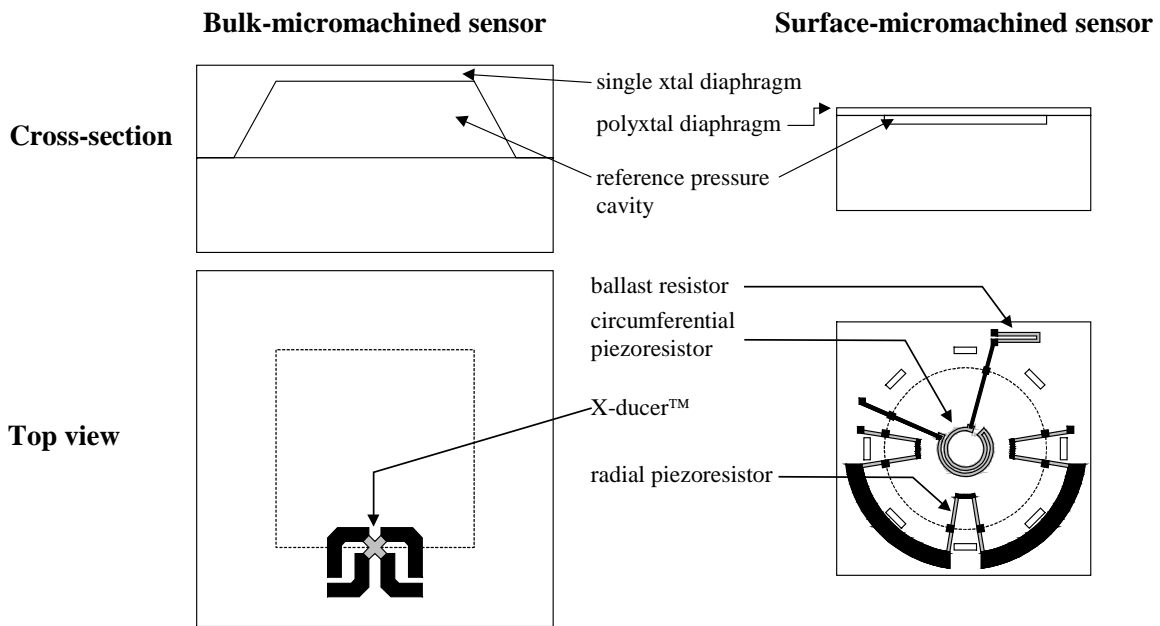 Bulk-micromachined sensor
Surface-micromachined sensor
Cross-section
single xtal diaphragm
polyxtal diaphragm
reference pressure
cavity
Top view
ballast resistor
circumferential
piezoresistor
X-ducer™
radial piezoresistor